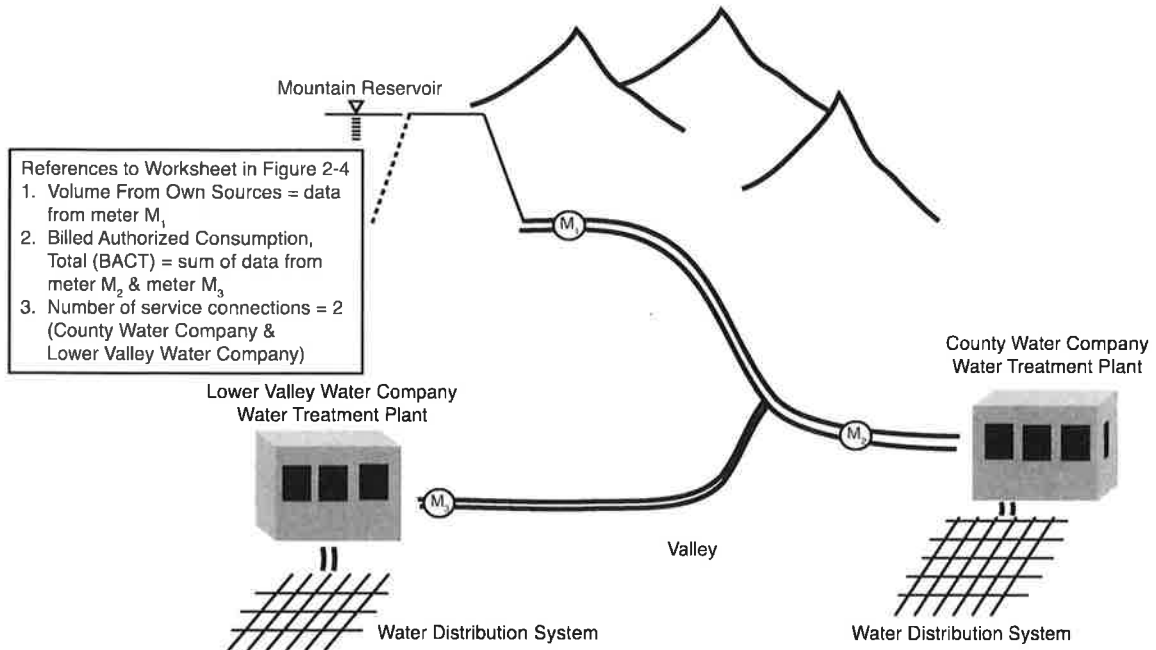 Mountain Reservoir
References to Worksheet in Figure 2-4
1. Volume From Own Sources = data
from meter M₁
2. Billed Authorized Consumption,
Total (BACT) = sum of data from
meter M₂ & meter M₃
3. Number of service connections = 2
(County Water Company &
Lower Valley Water Company)
M₁
County Water Company
Water Treatment Plant
Lower Valley Water Company
Water Treatment Plant
M₂
M₃
Valley
Water Distribution System
Water Distribution System